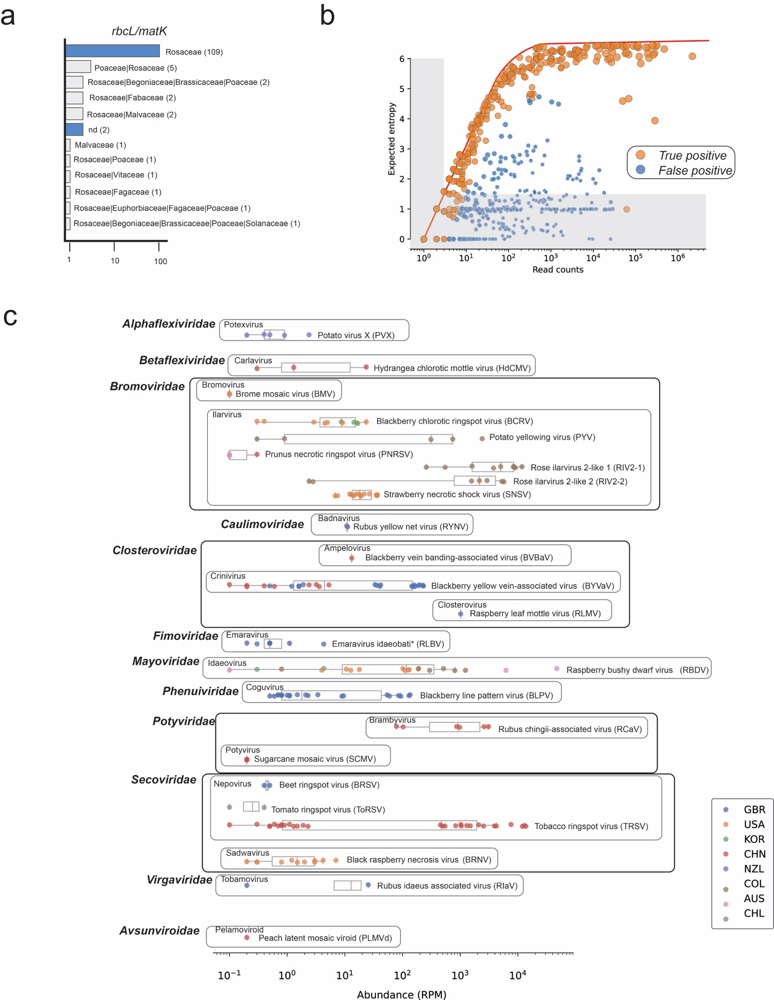 a
rbcL/matK
Rosaceae (109)
Poaceae|Rosaceae (5)
Rosaceae|Begoniaceae|Brassicaceae|Poaceae (2)
Rosaceae|Fabaceae (2)
Rosaceae|Malvaceae (2)
nd (2)
Malvaceae (1)
Rosaceae|Poaceae (1)
Rosaceae|Vitaceae (1)
Rosaceae|Fagaceae (1)
Rosaceae|Euphorbiaceae|Fagaceae|Poaceae (1)
Rosaceae|Begoniaceae|Brassicaceae|Poaceae|Solanaceae (1)
1 10 100
b
Expected entropy
6
5
4
3
2
1
0
True positive
False positive
10⁰ 10¹ 10² 10³ 10⁴ 10⁵ 10⁶
Read counts
c
Alphaflexiviridae
Potexvirus
Potato virus X (PVX)
Betaflexiviridae
Carlavirus
Hydrangea chlorotic mottle virus (HdCMV)
Bromoviridae
Bromovirus
Brome mosaic virus (BMV)
Ilarvirus
Blackberry chlorotic ringspot virus (BCRV)
Potato yellowing virus (PYV)
Prunus necrotic ringspot virus (PNRSV)
Rose ilarvirus 2-like 1 (RIV2-1)
Rose ilarvirus 2-like 2 (RIV2-2)
Strawberry necrotic shock virus (SNSV)
Caulimoviridae
Badnavirus
Rubus yellow net virus (RYNV)
Closteroviridae
Ampelovirus
Blackberry vein banding-associated virus (BVBaV)
Crinivirus
Blackberry yellow vein-associated virus (BYVaV)
Closterovirus
Raspberry leaf mottle virus (RLMV)
Fimoviridae
Emaravirus
Emaravirus idaeobati* (RLBV)
Mayoviridae
Idaeovirus
Raspberry bushy dwarf virus (RBDV)
Phenuiviridae
Coguvirus
Blackberry line pattern virus (BLPV)
Potyviridae
Brambyvirus
Rubus chingii-associated virus (RCaV)
Potyvirus
Sugarcane mosaic virus (SCMV)
Secoviridae
Nepovirus
Beet ringspot virus (BRSV)
Tomato ringspot virus (ToRSV)
Tobacco ringspot virus (TRSV)
Sadwavirus
Black raspberry necrosis virus (BRNV)
Virgaviridae
Tobamovirus
Rubus idaeus associated virus (RIaV)
Avsunviroidae
Pelamoviroid
Peach latent mosaic viroid (PLMVd)
GBR
USA
KOR
CHN
NZL
COL
AUS
CHL
10⁻¹ 10⁰ 10¹ 10² 10³ 10⁴
Abundance (RPM)